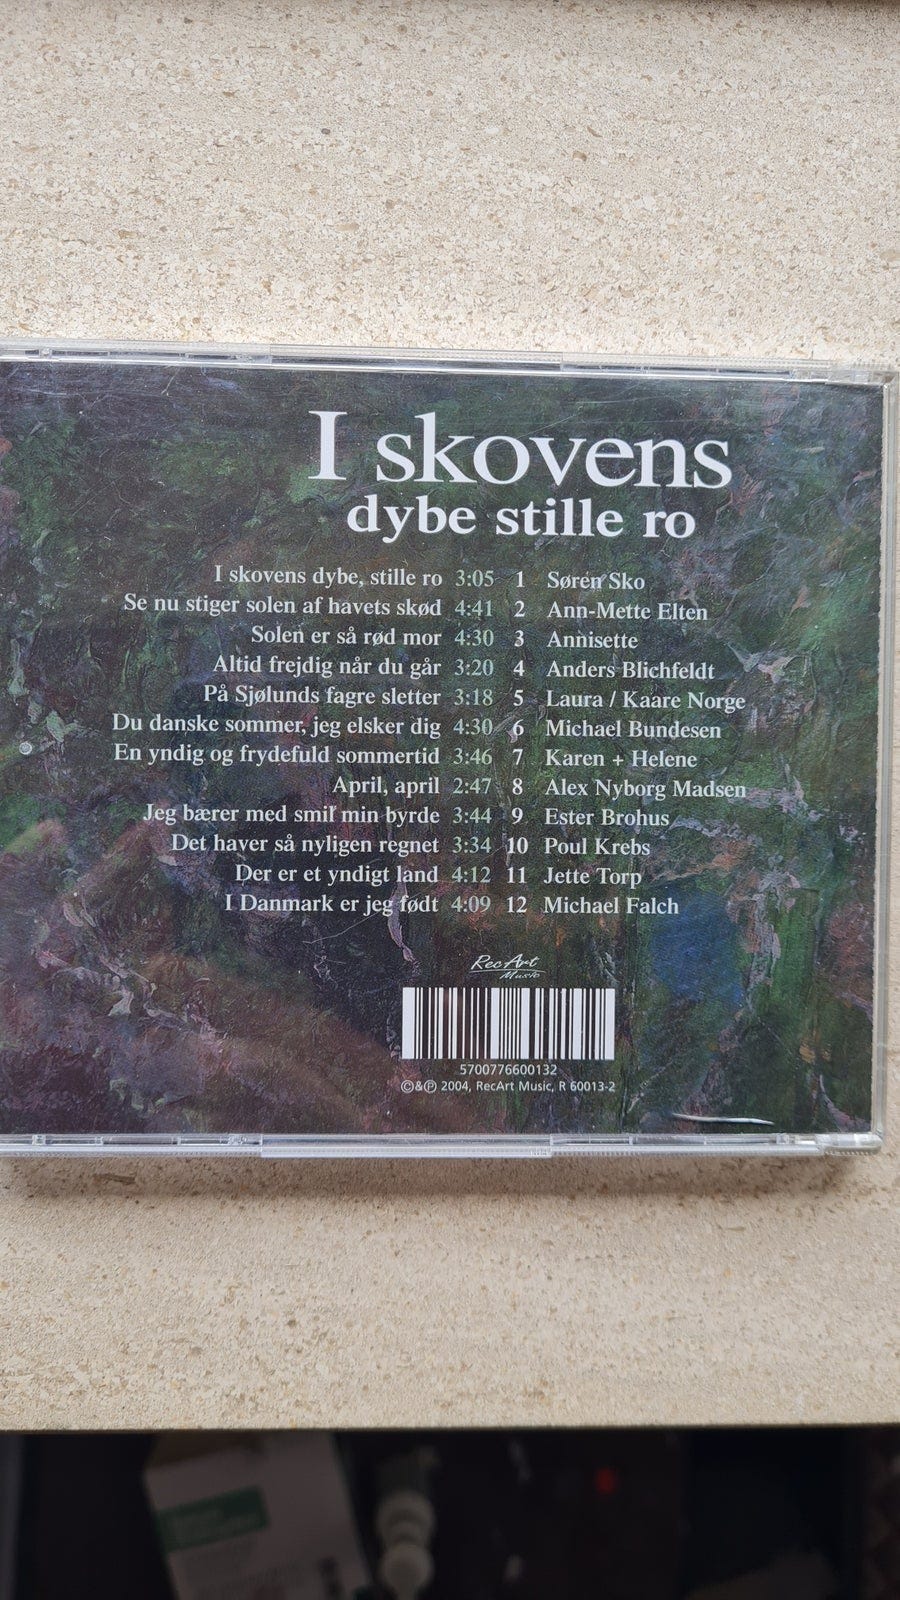 I skovens
dybe stille ro
I skovens dybe, stille ro 3:05 1 Søren Sko
Se nu stiger solen af havets skød 4:41 2 Ann-Mette Elten
Solen er så rød mor 4:30 3 Annisette
Altid frejdig når du går 3:20 4 Anders Blichfeldt
På Sjølunds fagre sletter 3:18 5 Laura / Kaare Norge
Du danske sommer, jeg elsker dig 4:30 6 Michael Bundesen
En yndig og frydefuld sommertid 3:46 7 Karen + Helene
April, april 2:47 8 Alex Nyborg Madsen
Jeg bærer med smil min byrde 3:44 9 Ester Brohus
Det haver så nyligen regnet 3:34 10 Poul Krebs
Der er et yndigt land 4:12 11 Jette Torp
I Danmark er jeg født 4:09 12 Michael Falch
RecArt
Music
5700776600132
©&℗ 2004, RecArt Music, R 60013-2